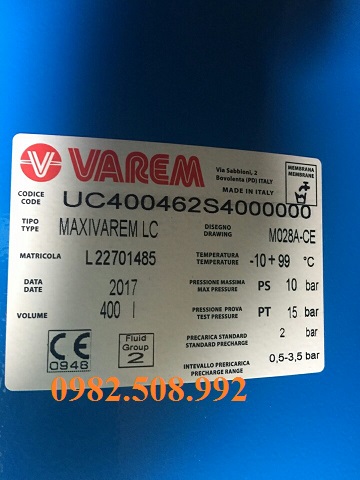 VAREM
Via Sabbioni, 2
Bovolenta (PD) ITALY
MADE IN ITALY
MEMBRANA
MEMBRANE
CODICE
CODE
UC400462S4000000
TIPO
TYPE
MAXIVAREM LC
DISEGNO
DRAWING
M028A-CE
MATRICOLA
L22701485
TEMPERATURA
TEMPERATURE
-10 + 99 °C
DATA
DATE
2017
PRESSIONE MASSIMA
MAX PRESSURE
PS 10 bar
VOLUME
400 l
PRESSIONE PROVA
TEST PRESSURE
PT 15 bar
PRECARICA STANDARD
STANDARD PRECHARGE
2 bar
CE
0948
Fluid
Group
2
INTERVALLO PRERICARICA
PRECHARGE RANGE
0,5-3,5 bar
0982.508.992